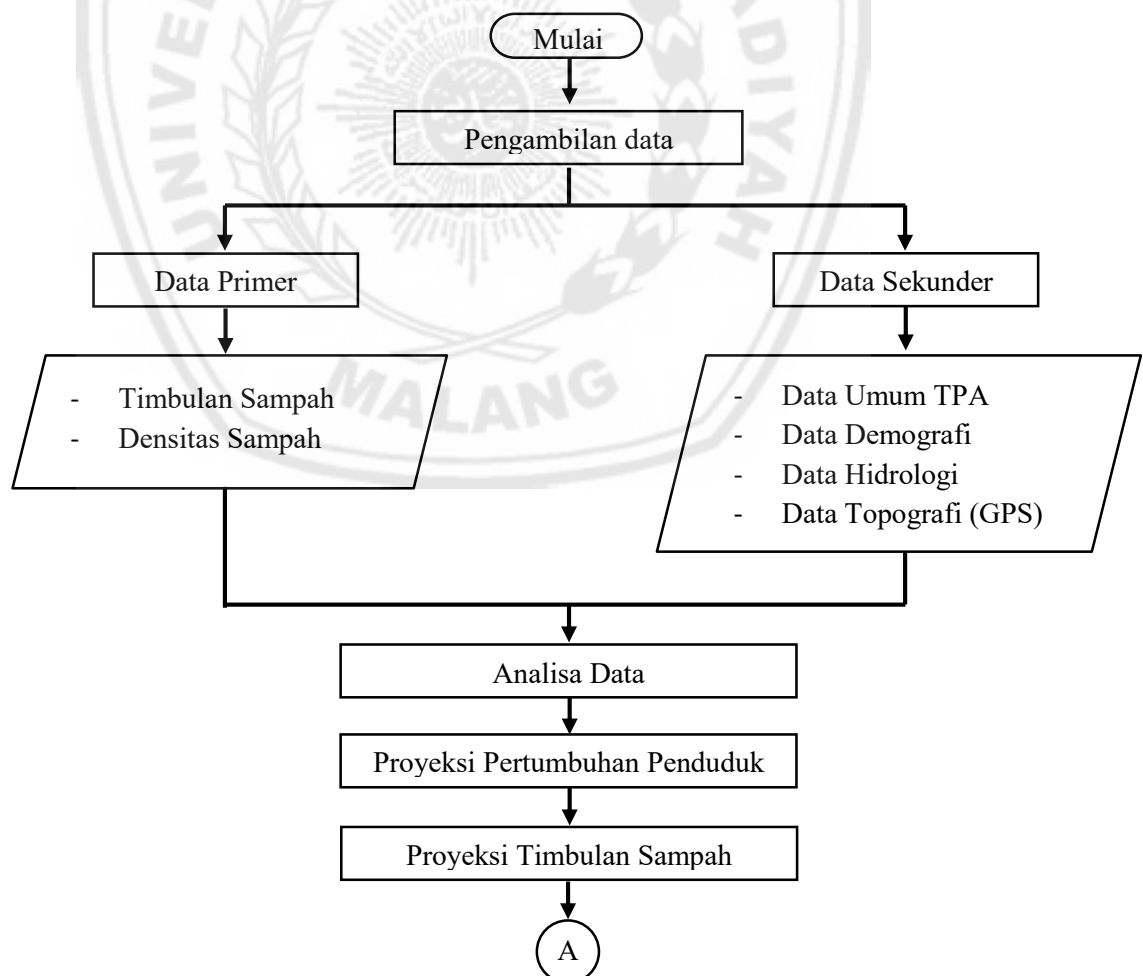 Mulai
Pengambilan data
Data Primer
Data Sekunder
- Timbulan Sampah
- Densitas Sampah
- Data Umum TPA
- Data Demografi
- Data Hidrologi
- Data Topografi (GPS)
Analisa Data
Proyeksi Pertumbuhan Penduduk
Proyeksi Timbulan Sampah
A
MALANG